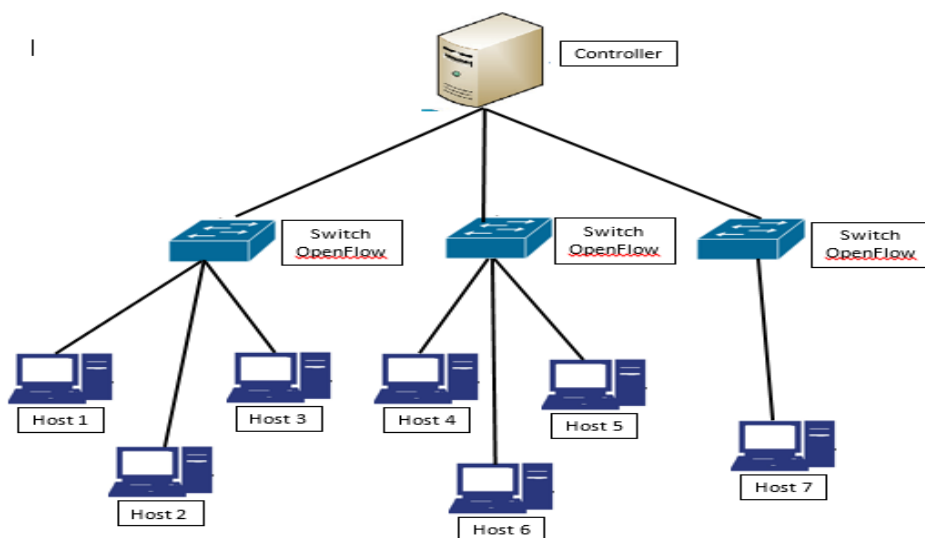 Controller
Switch
OpenFlow
Switch
OpenFlow
Switch
OpenFlow
Host 1
Host 3
Host 4
Host 5
Host 2
Host 6
Host 7